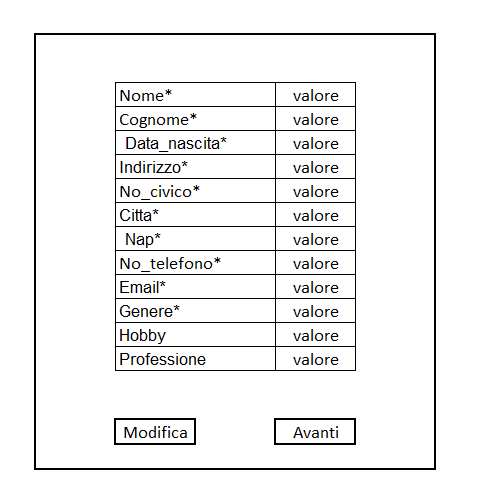 Nome* valore
Cognome* valore
Data_nascita* valore
Indirizzo* valore
No_civico* valore
Citta* valore
Nap* valore
No_telefono* valore
Email* valore
Genere* valore
Hobby valore
Professione valore
Modifica Avanti